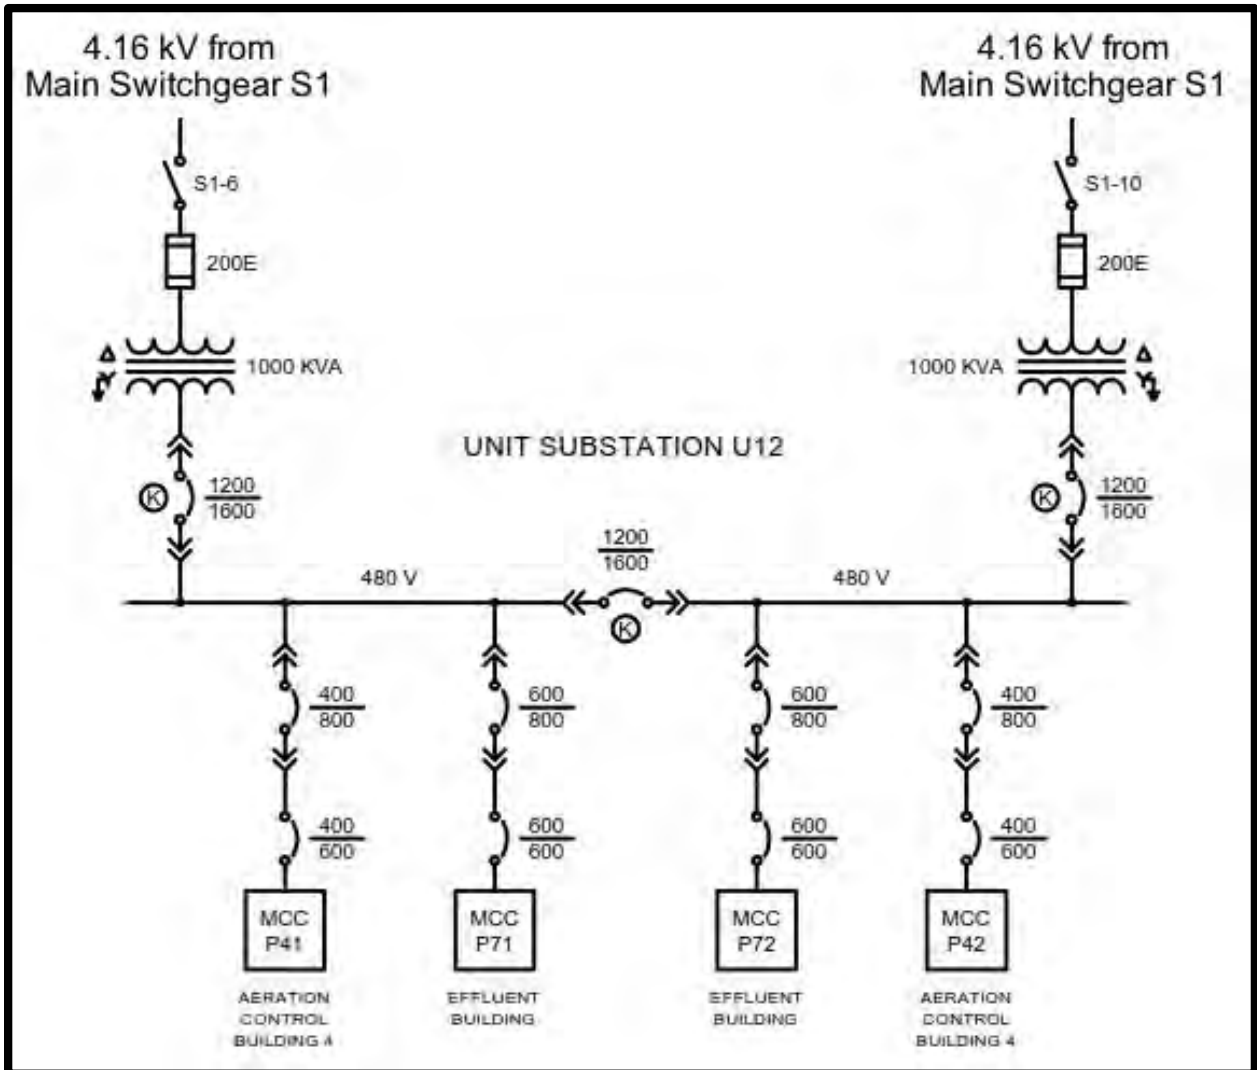 4.16 kV from
Main Switchgear S1
4.16 kV from
Main Switchgear S1
S1-6
S1-10
200E
200E
Δ
1000 KVA
1000 KVA
Δ
UNIT SUBSTATION U12
K
1200
1600
K
1200
1600
1200
1600
480 V
480 V
K
400
800
600
800
600
800
400
800
400
600
600
600
600
600
400
600
MCC
P41
MCC
P71
MCC
P72
MCC
P42
AERATION
CONTROL
BUILDING 4
EFFLUENT
BUILDING
EFFLUENT
BUILDING
AERATION
CONTROL
BUILDING 4